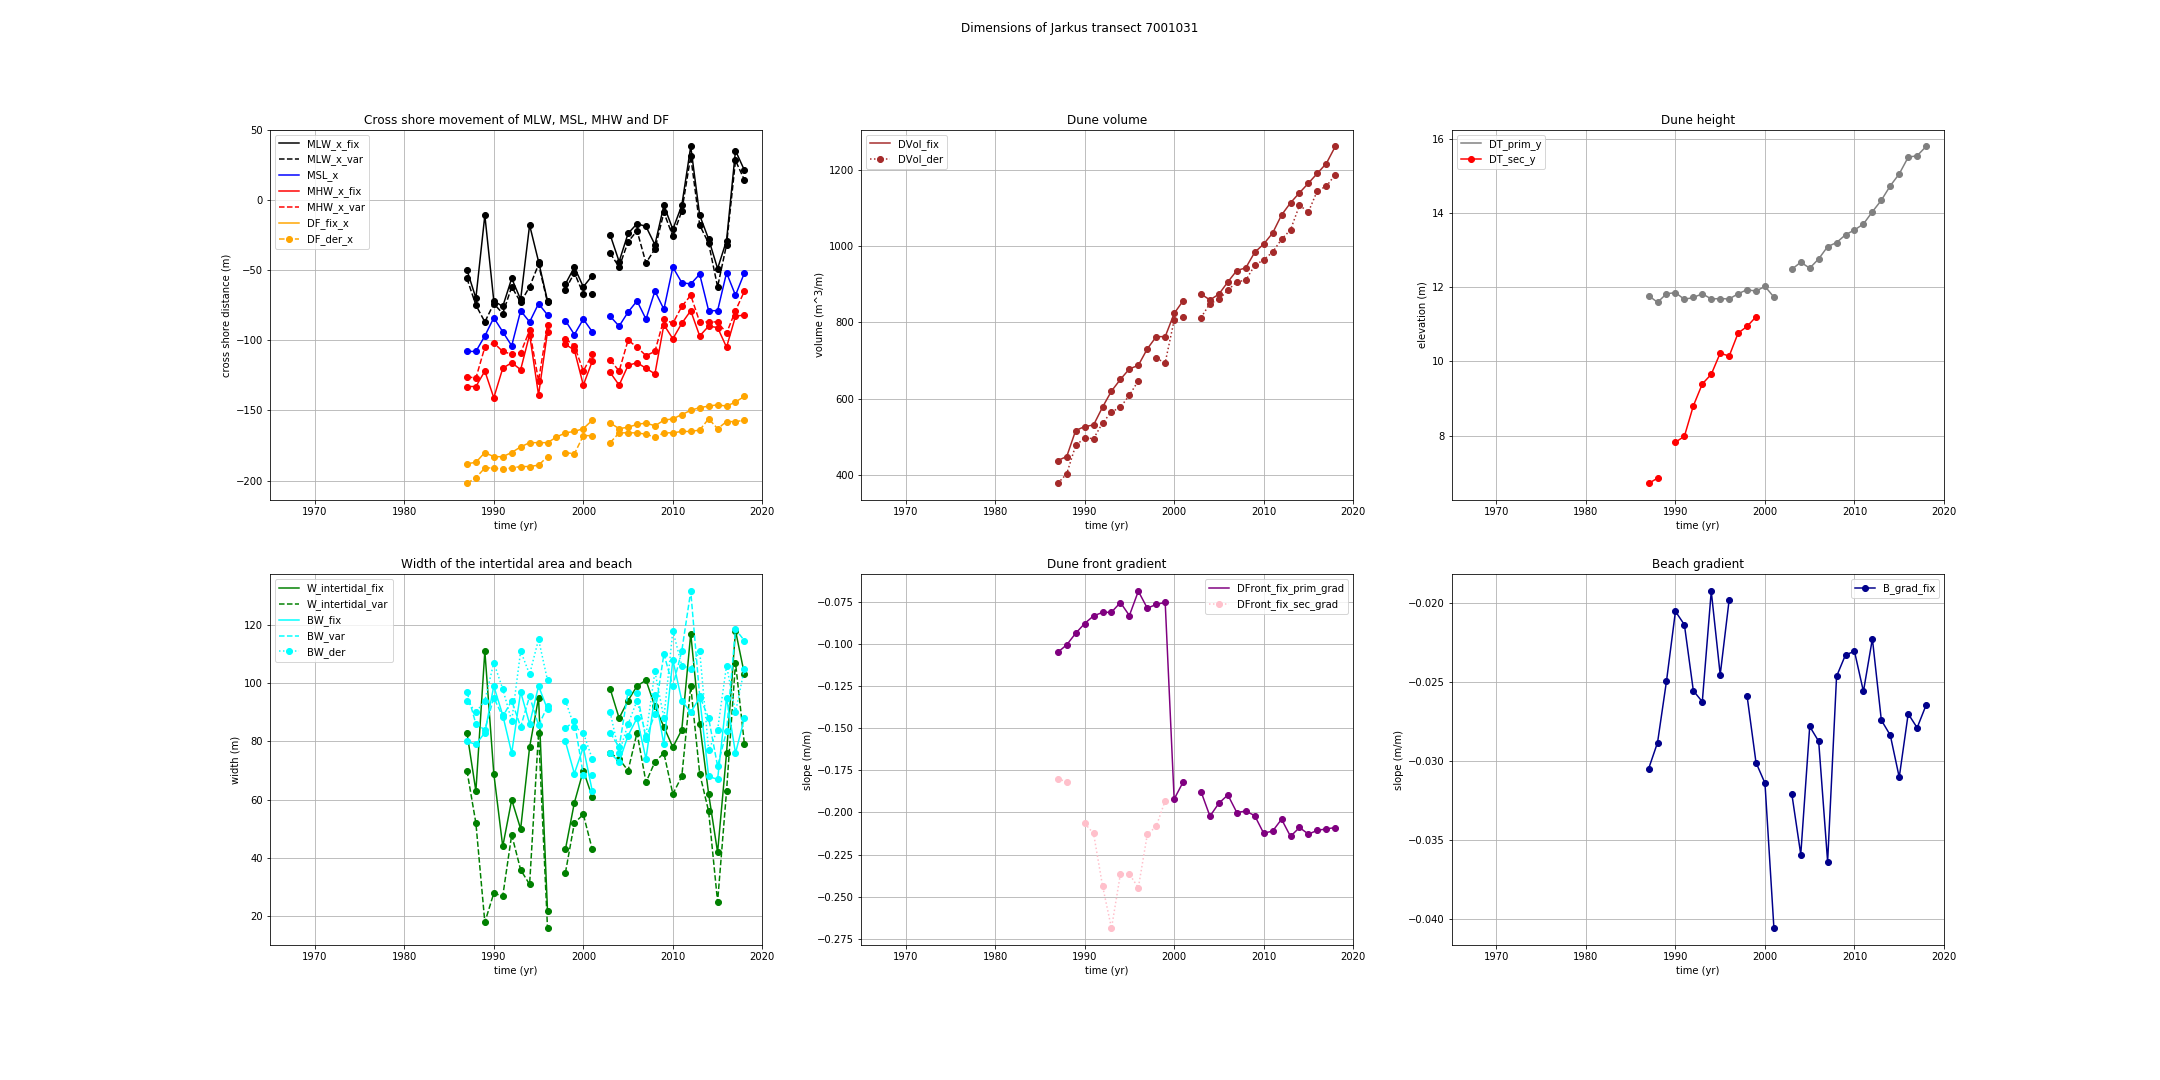 Dimensions of Jarkus transect 7001031
Cross shore movement of MLW, MSL, MHW and DF
MLW_x_fix
MLW_x_var
MSL_x
MHW_x_fix
MHW_x_var
DF_fix_x
DF_der_x
50
0
−50
−100
−150
−200
cross shore distance (m)
1970 1980 1990 2000 2010 2020
time (yr)
Dune volume
DVol_fix
DVol_der
1200
1000
800
600
400
volume (m^3/m)
1970 1980 1990 2000 2010 2020
time (yr)
Dune height
DT_prim_y
DT_sec_y
16
14
12
10
8
elevation (m)
1970 1980 1990 2000 2010 2020
time (yr)
Width of the intertidal area and beach
W_intertidal_fix
W_intertidal_var
BW_fix
BW_var
BW_der
120
100
80
60
40
20
width (m)
1970 1980 1990 2000 2010 2020
time (yr)
Dune front gradient
DFront_fix_prim_grad
DFront_fix_sec_grad
−0.075
−0.100
−0.125
−0.150
−0.175
−0.200
−0.225
−0.250
−0.275
slope (m/m)
1970 1980 1990 2000 2010 2020
time (yr)
Beach gradient
B_grad_fix
−0.020
−0.025
−0.030
−0.035
−0.040
slope (m/m)
1970 1980 1990 2000 2010 2020
time (yr)